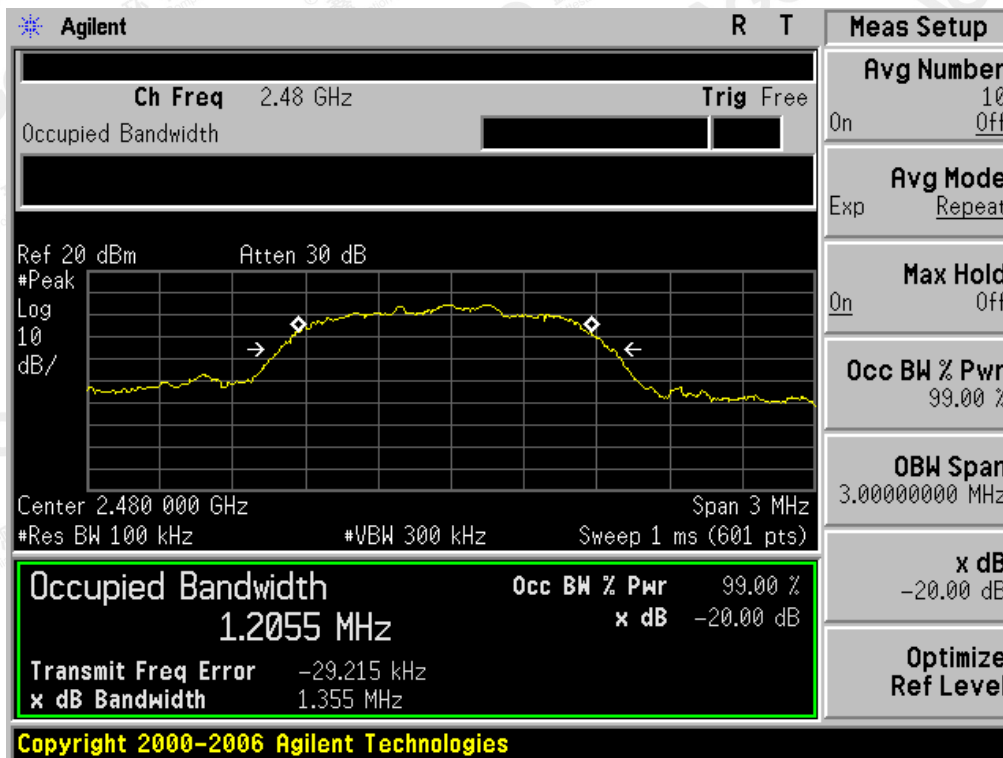 Agilent R T
Ch Freq 2.48 GHz Trig Free
Occupied Bandwidth
Ref 20 dBm Atten 30 dB
#Peak
Log
10
dB/
Center 2.480 000 GHz Span 3 MHz
#Res BW 100 kHz #VBW 300 kHz Sweep 1 ms (601 pts)
Occupied Bandwidth Occ BW % Pwr 99.00 %
1.2055 MHz x dB -20.00 dB
Transmit Freq Error -29.215 kHz
x dB Bandwidth 1.355 MHz
Copyright 2000-2006 Agilent Technologies
Meas Setup
Avg Number
10
On Off
Avg Mode
Exp Repeat
Max Hold
On Off
Occ BW % Pwr
99.00 %
OBW Span
3.00000000 MHz
x dB
-20.00 dB
Optimize
Ref Level